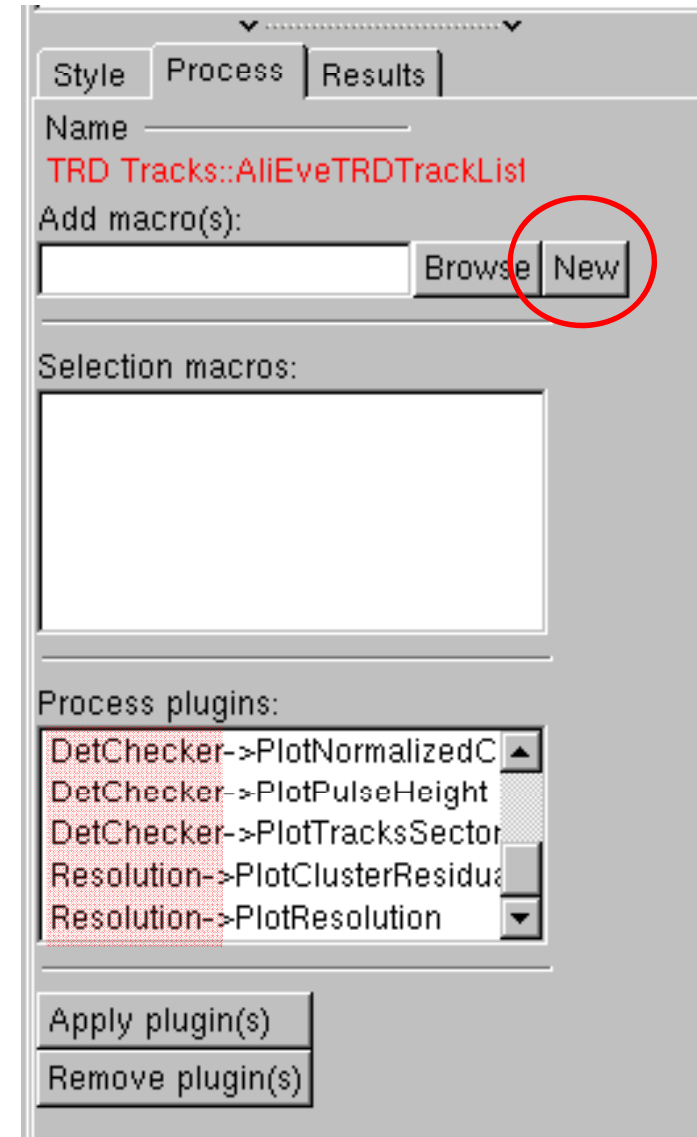 Style Process Results
Name
TRD Tracks::AliEveTRDTrackList
Add macro(s):
Browse New
Selection macros:
Process plugins:
DetChecker->PlotNormalizedC
DetChecker->PlotPulseHeight
DetChecker->PlotTracksSector
Resolution->PlotClusterResidua
Resolution->PlotResolution
Apply plugin(s)
Remove plugin(s)